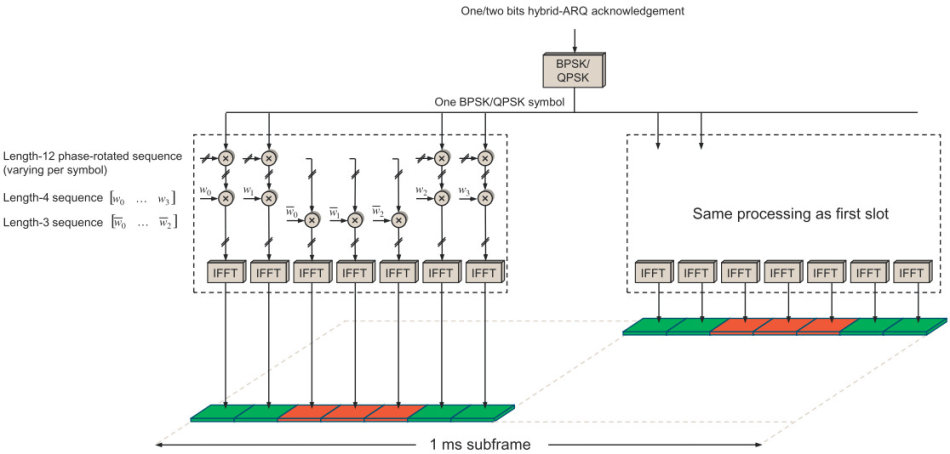 One/two bits hybrid-ARQ acknowledgement
BPSK/
QPSK
One BPSK/QPSK symbol
Length-12 phase-rotated sequence
(varying per symbol)
Length-4 sequence [w₀ … w₃]
Length-3 sequence [w̅₀ … w̅₂]
× × × ×
w₀ × w₁ × w₂ × w₃ ×
w̅₀ × w̅₁ × w̅₂ ×
Same processing as first slot
IFFT IFFT IFFT IFFT IFFT IFFT IFFT
IFFT IFFT IFFT IFFT IFFT IFFT IFFT
1 ms subframe